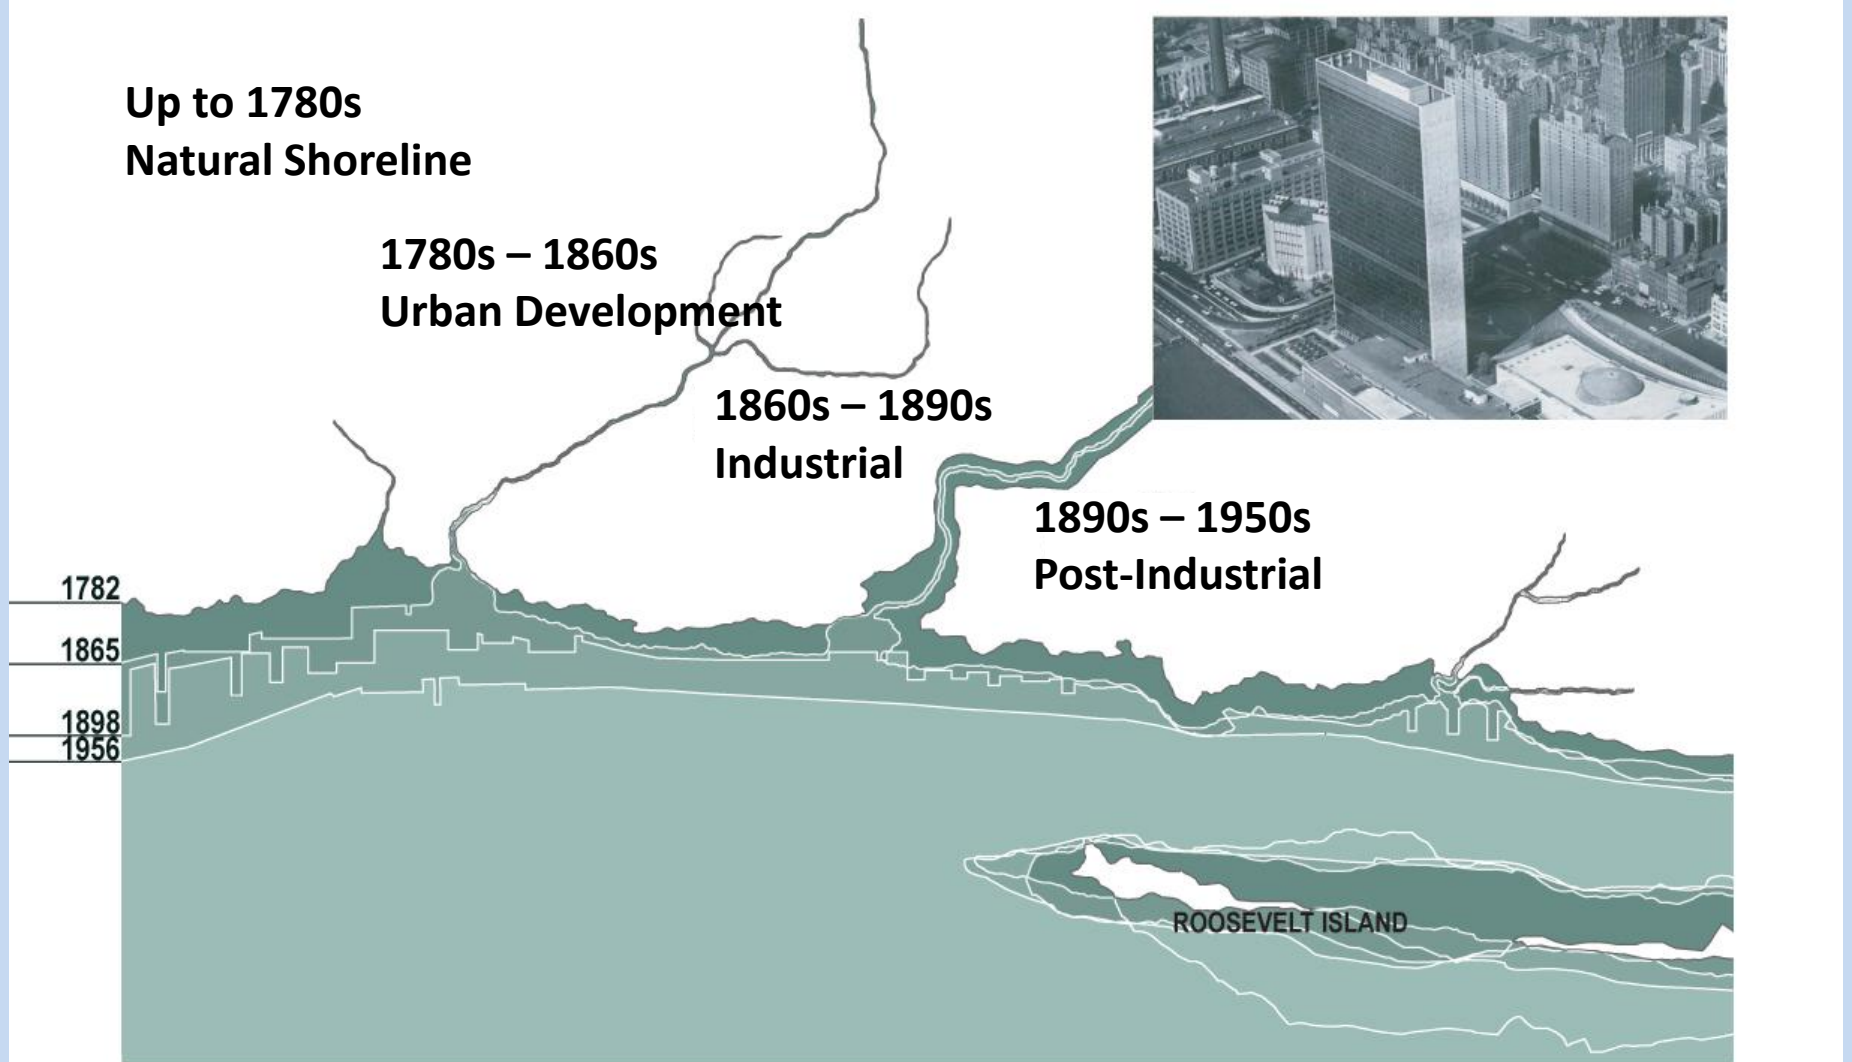 Up to 1780s
Natural Shoreline
1780s – 1860s
Urban Development
1860s – 1890s
Industrial
1890s – 1950s
Post-Industrial
1782
1865
1898
1956
ROOSEVELT ISLAND